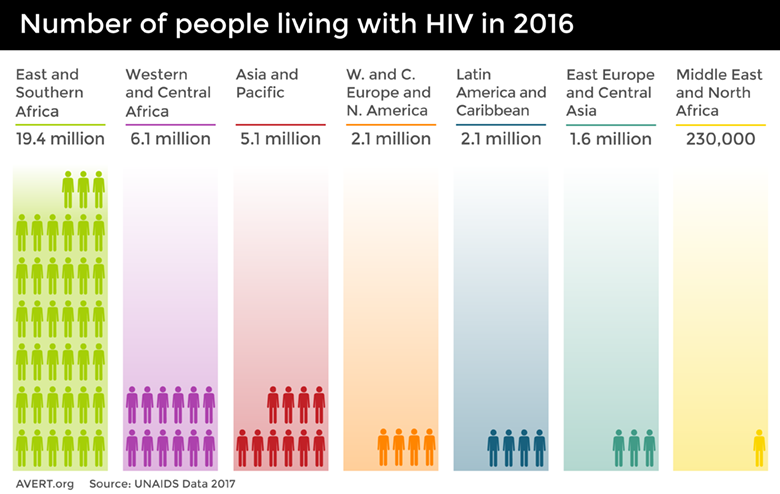 Number of people living with HIV in 2016
East and
Southern
Africa
19.4 million
Western
and Central
Africa
6.1 million
Asia and
Pacific
5.1 million
W. and C.
Europe and
N. America
2.1 million
Latin
America and
Caribbean
2.1 million
East Europe
and Central
Asia
1.6 million
Middle East
and North
Africa
230,000
AVERT.org Source: UNAIDS Data 2017